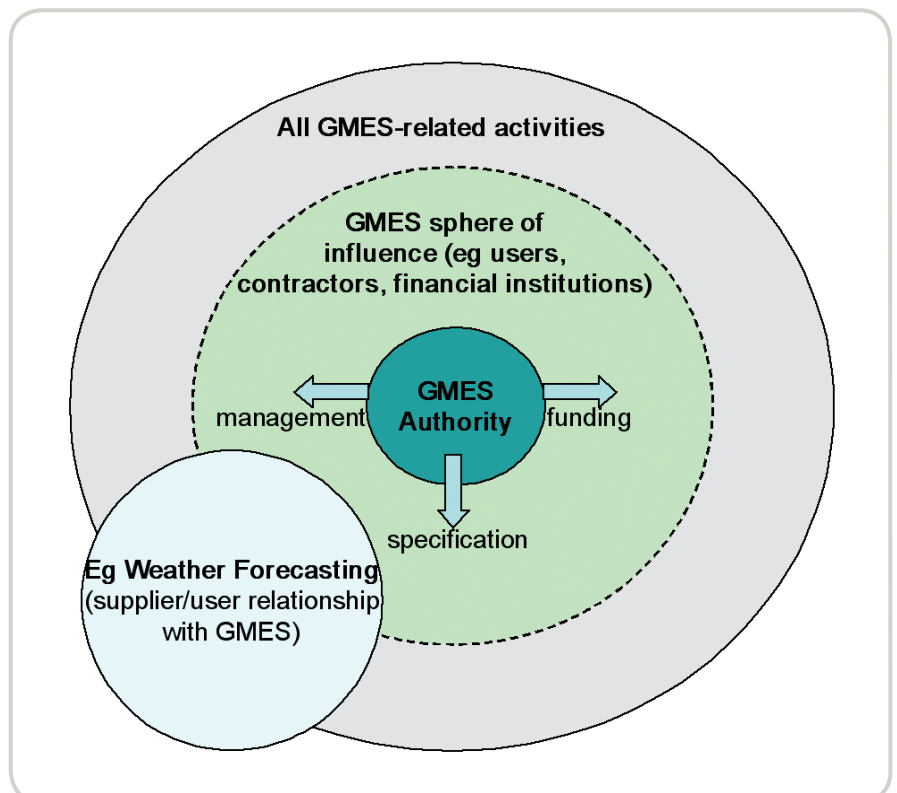 All GMES-related activities
GMES sphere of
influence (eg users,
contractors, financial institutions)
GMES
Authority
management
funding
specification
Eg Weather Forecasting
(supplier/user relationship
with GMES)